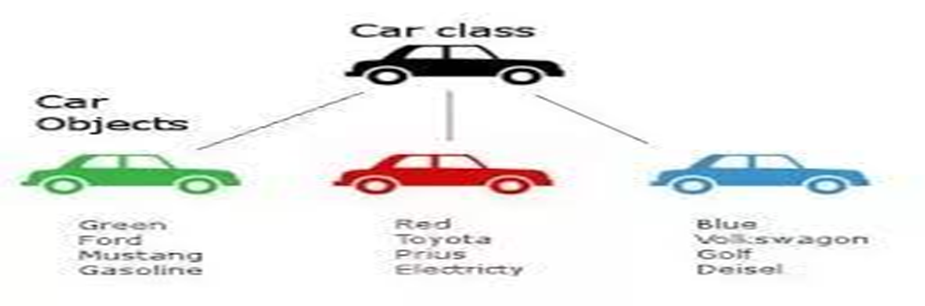 Car class
Car
Objects
Green
Ford
Mustang
Gasoline
Red
Toyota
Prius
Electricty
Blue
Volkswagon
Golf
Deisel